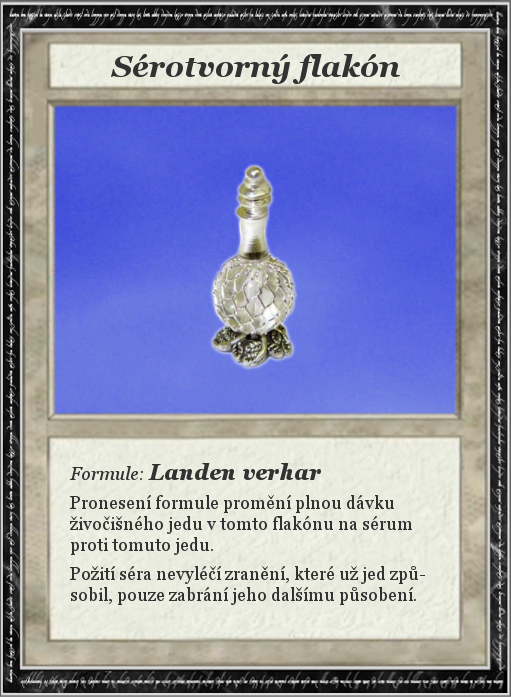 Sérotvorný flakón
Formule: Landen verhar
Pronesení formule promění plnou dávku
živočišného jedu v tomto flakónu na sérum
proti tomuto jedu.
Požití séra nevyléčí zranění, které už jed způ-
sobil, pouze zabrání jeho dalšímu působení.